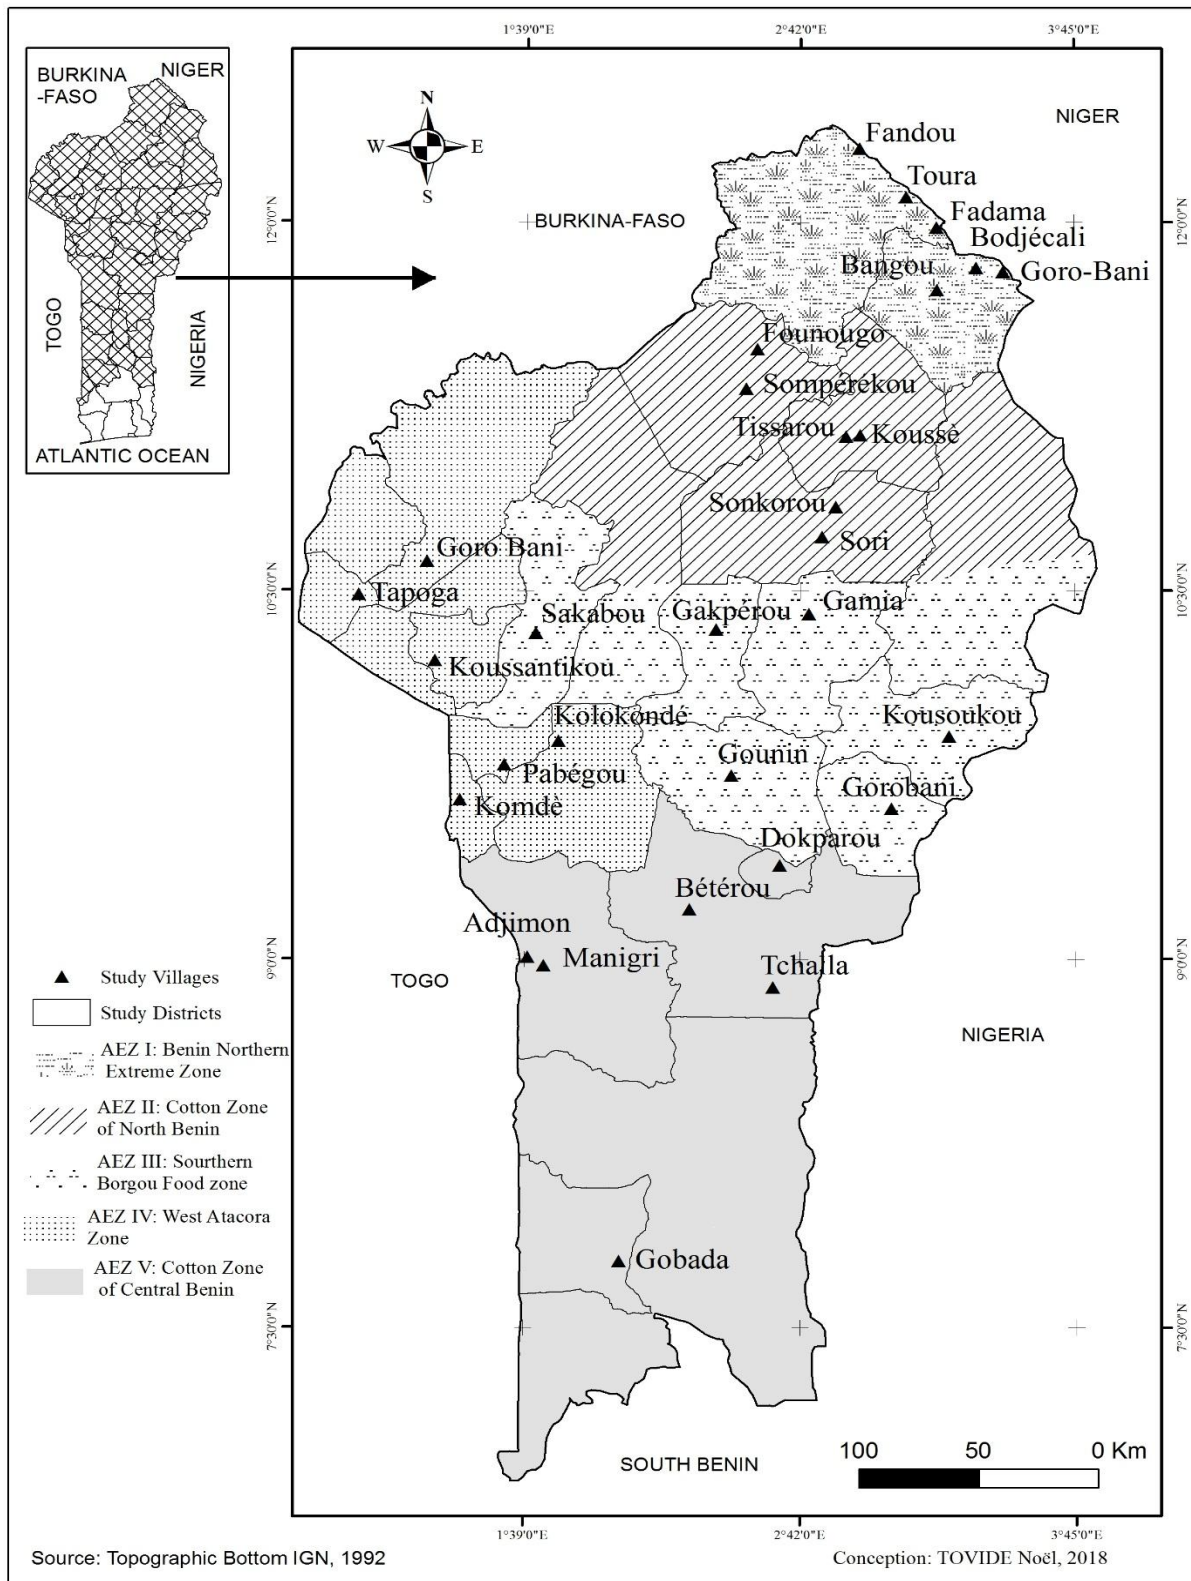 1°39'0"E
2°42'0"E
3°45'0"E
BURKINA
-FASO
NIGER
TOGO
NIGERIA
ATLANTIC OCEAN
N
W
E
S
NIGER
BURKINA-FASO
12°0'0"N
12°0'0"N
Fandou
Toura
Fadama
Bodjécali
Bangou
Goro-Bani
Founougo
Sompérékou
Tissarou
Koussè
Sonkorou
Sori
Goro Bani
10°30'0"N
10°30'0"N
Tapoga
Sakabou
Gakpérou
Gamia
Koussantikou
Kolokondé
Kousoukou
Pabégou
Gounin
Komdè
Gorobani
Dokparou
Bétérou
Adjimon
Manigri
Tchalla
9°0'0"N
9°0'0"N
TOGO
NIGERIA
Study Villages
Study Districts
AEZ I: Benin Northern
Extreme Zone
AEZ II: Cotton Zone
of North Benin
AEZ III: Sourthern
Borgou Food zone
AEZ IV: West Atacora
Zone
AEZ V: Cotton Zone
of Central Benin
Gobada
7°30'0"N
7°30'0"N
SOUTH BENIN
100 50 0 Km
1°39'0"E
2°42'0"E
3°45'0"E
Source: Topographic Bottom IGN, 1992
Conception: TOVIDE Noël, 2018